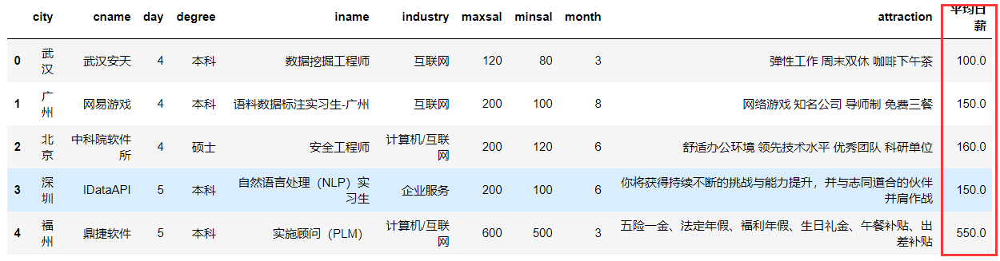 city cname day degree iname industry maxsal minsal month attraction 平均日薪
0 武汉 武汉安天 4 本科 数据挖掘工程师 互联网 120 80 3 弹性工作 周末双休 咖啡下午茶 100.0
1 广州 网易游戏 4 本科 语料数据标注实习生-广州 互联网 200 100 8 网络游戏 知名公司 导师制 免费三餐 150.0
2 北京 中科院软件所 4 硕士 安全工程师 计算机/互联网 200 120 6 舒适办公环境 领先技术水平 优秀团队 科研单位 160.0
3 深圳 IDataAPI 5 本科 自然语言处理（NLP）实习生 企业服务 200 100 6 你将获得持续不断的挑战与能力提升，并与志同道合的伙伴并肩作战 150.0
4 福州 鼎捷软件 5 本科 实施顾问（PLM） 计算机/互联网 600 500 3 五险一金、法定年假、福利年假、生日礼金、午餐补贴、出差补贴 550.0